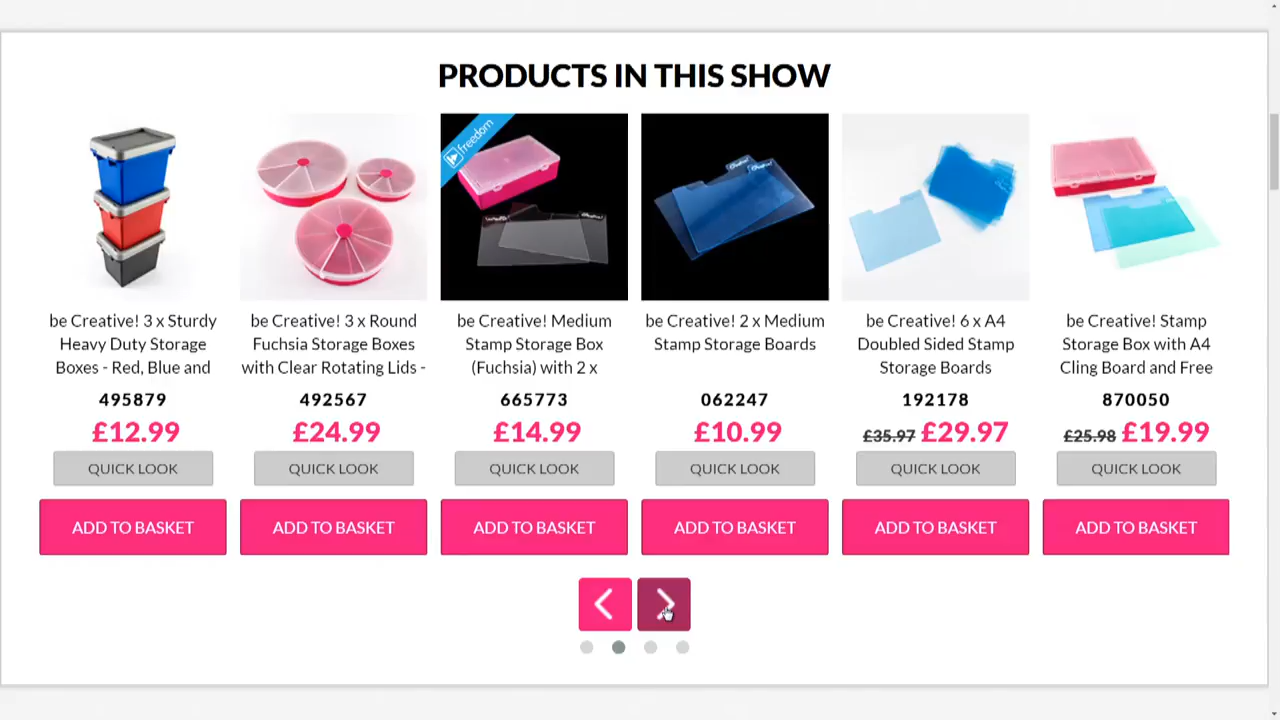 PRODUCTS IN THIS SHOW
freedom
be Creative! 3 x Sturdy
Heavy Duty Storage
Boxes - Red, Blue and
495879
£12.99
QUICK LOOK
ADD TO BASKET
be Creative! 3 x Round
Fuchsia Storage Boxes
with Clear Rotating Lids -
492567
£24.99
QUICK LOOK
ADD TO BASKET
be Creative! Medium
Stamp Storage Box
(Fuchsia) with 2 x
665773
£14.99
QUICK LOOK
ADD TO BASKET
be Creative! 2 x Medium
Stamp Storage Boards
062247
£10.99
QUICK LOOK
ADD TO BASKET
be Creative! 6 x A4
Doubled Sided Stamp
Storage Boards
192178
£35.97 £29.97
QUICK LOOK
ADD TO BASKET
be Creative! Stamp
Storage Box with A4
Cling Board and Free
870050
£25.98 £19.99
QUICK LOOK
ADD TO BASKET